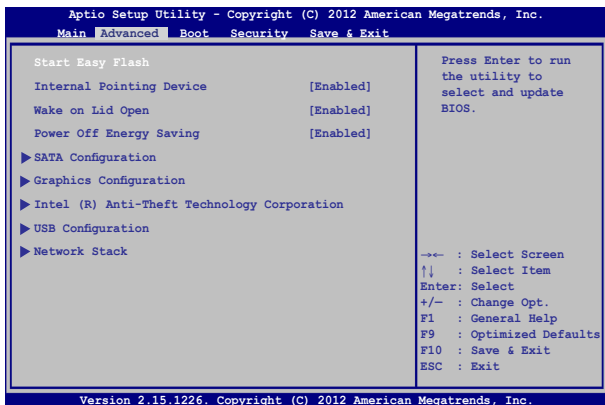 Aptio Setup Utility - Copyright (C) 2012 American Megatrends, Inc.
Main Advanced Boot Security Save & Exit
Start Easy Flash
Internal Pointing Device [Enabled]
Wake on Lid Open [Enabled]
Power Off Energy Saving [Enabled]
SATA Configuration
Graphics Configuration
Intel (R) Anti-Theft Technology Corporation
USB Configuration
Network Stack
Press Enter to run
the utility to
select and update
BIOS.
→← : Select Screen
↑↓ : Select Item
Enter: Select
+/— : Change Opt.
F1 : General Help
F9 : Optimized Defaults
F10 : Save & Exit
ESC : Exit
Version 2.15.1226. Copyright (C) 2012 American Megatrends, Inc.